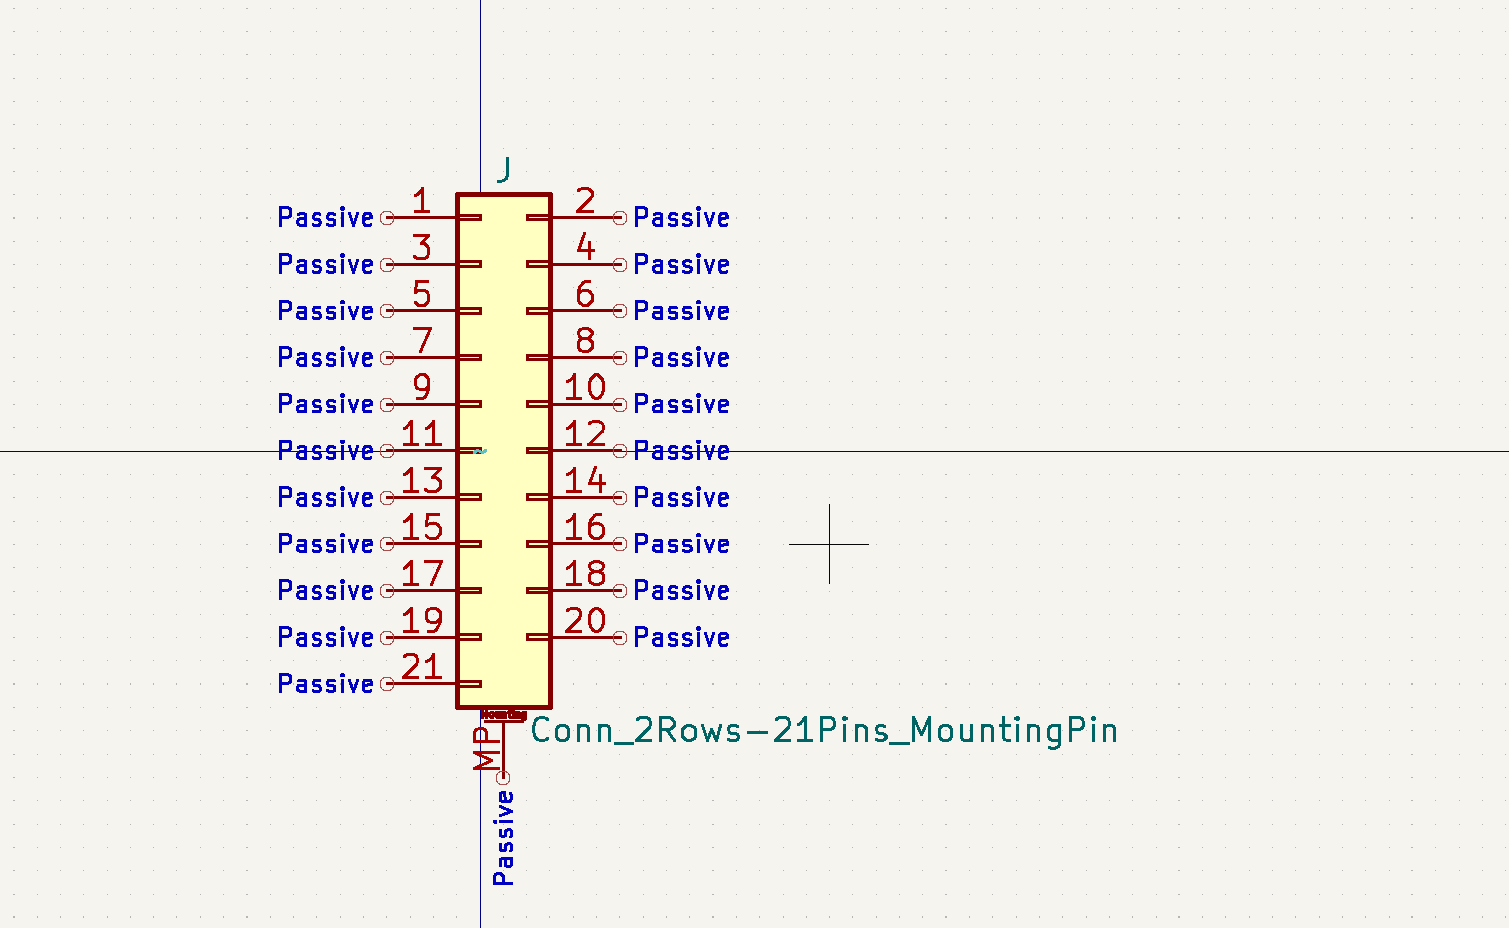 J
Passive 1 2 Passive
Passive 3 4 Passive
Passive 5 6 Passive
Passive 7 8 Passive
Passive 9 10 Passive
Passive 11 12 Passive
Passive 13 14 Passive
Passive 15 16 Passive
Passive 17 18 Passive
Passive 19 20 Passive
Passive 21
Mounting
Conn_2Rows-21Pins_MountingPin
MP
Passive